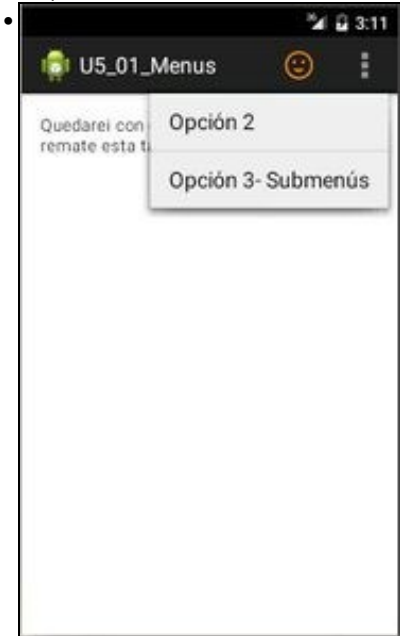 3:11
U5_01_Menus
Opción 2
Quedarei con
remate esta
Opción 3- Submenús